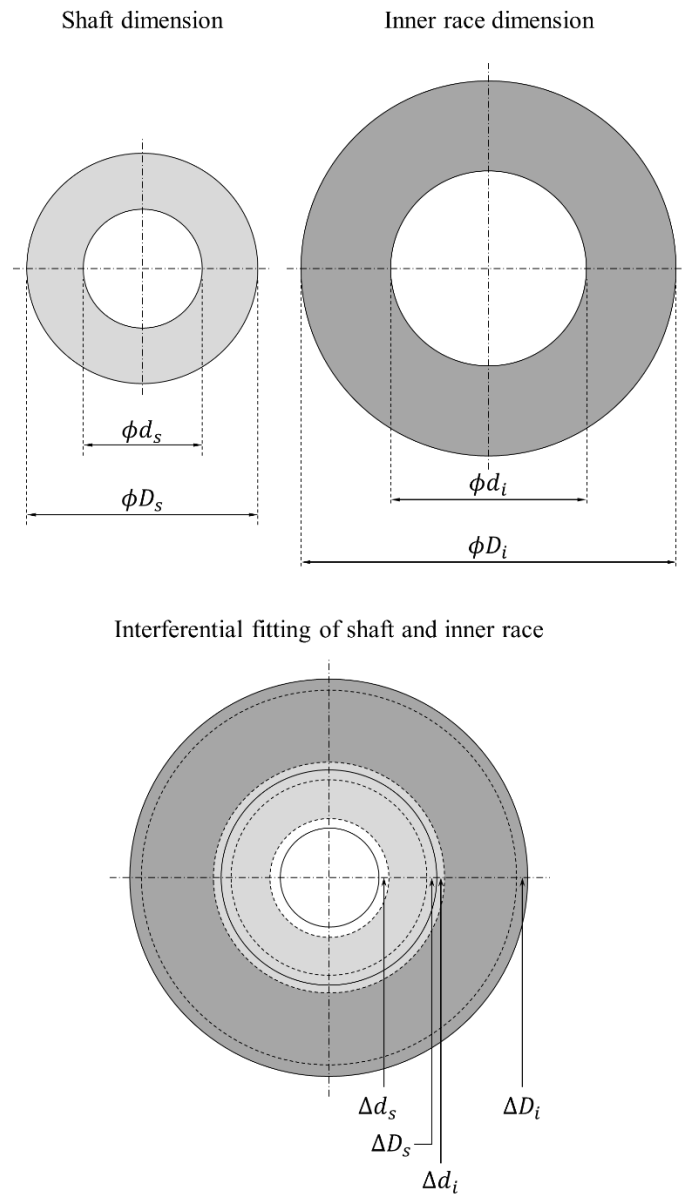 Shaft dimension
Inner race dimension
ϕd_s
ϕD_s
ϕd_i
ϕD_i
Interferential fitting of shaft and inner race
Δd_s
ΔD_i
ΔD_s
Δd_i